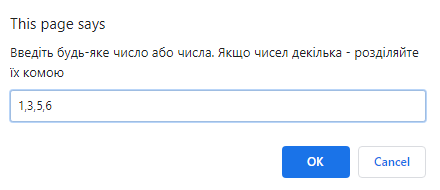 This page says
Введіть будь-яке число або числа. Якщо чисел декілька - розділяйте
їх комою
1,3,5,6
OK
Cancel